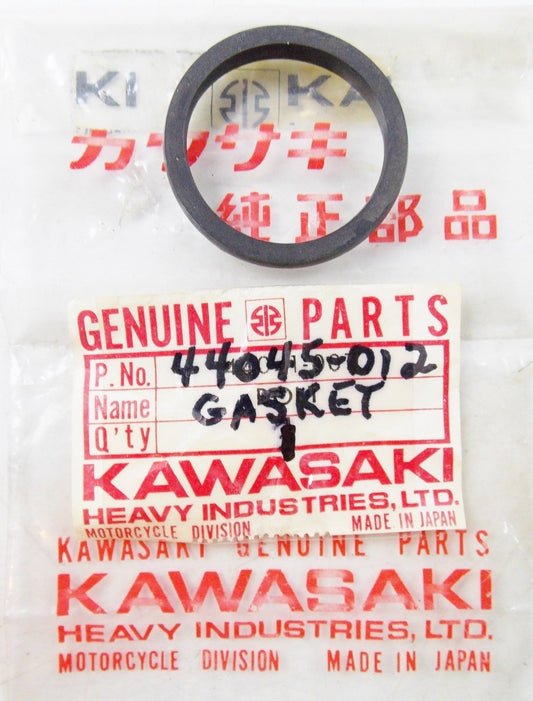 KI KA
カワサキ
純正部品
GENUINE PARTS
P. No. 44045-012
Name GASKET
Q'ty 1
KAWASAKI
HEAVY INDUSTRIES, LTD.
MOTORCYCLE DIVISION MADE IN JAPAN
KAWASAKI GENUINE PARTS
KAWASAKI
HEAVY INDUSTRIES, LTD.
MOTORCYCLE DIVISION MADE IN JAPAN